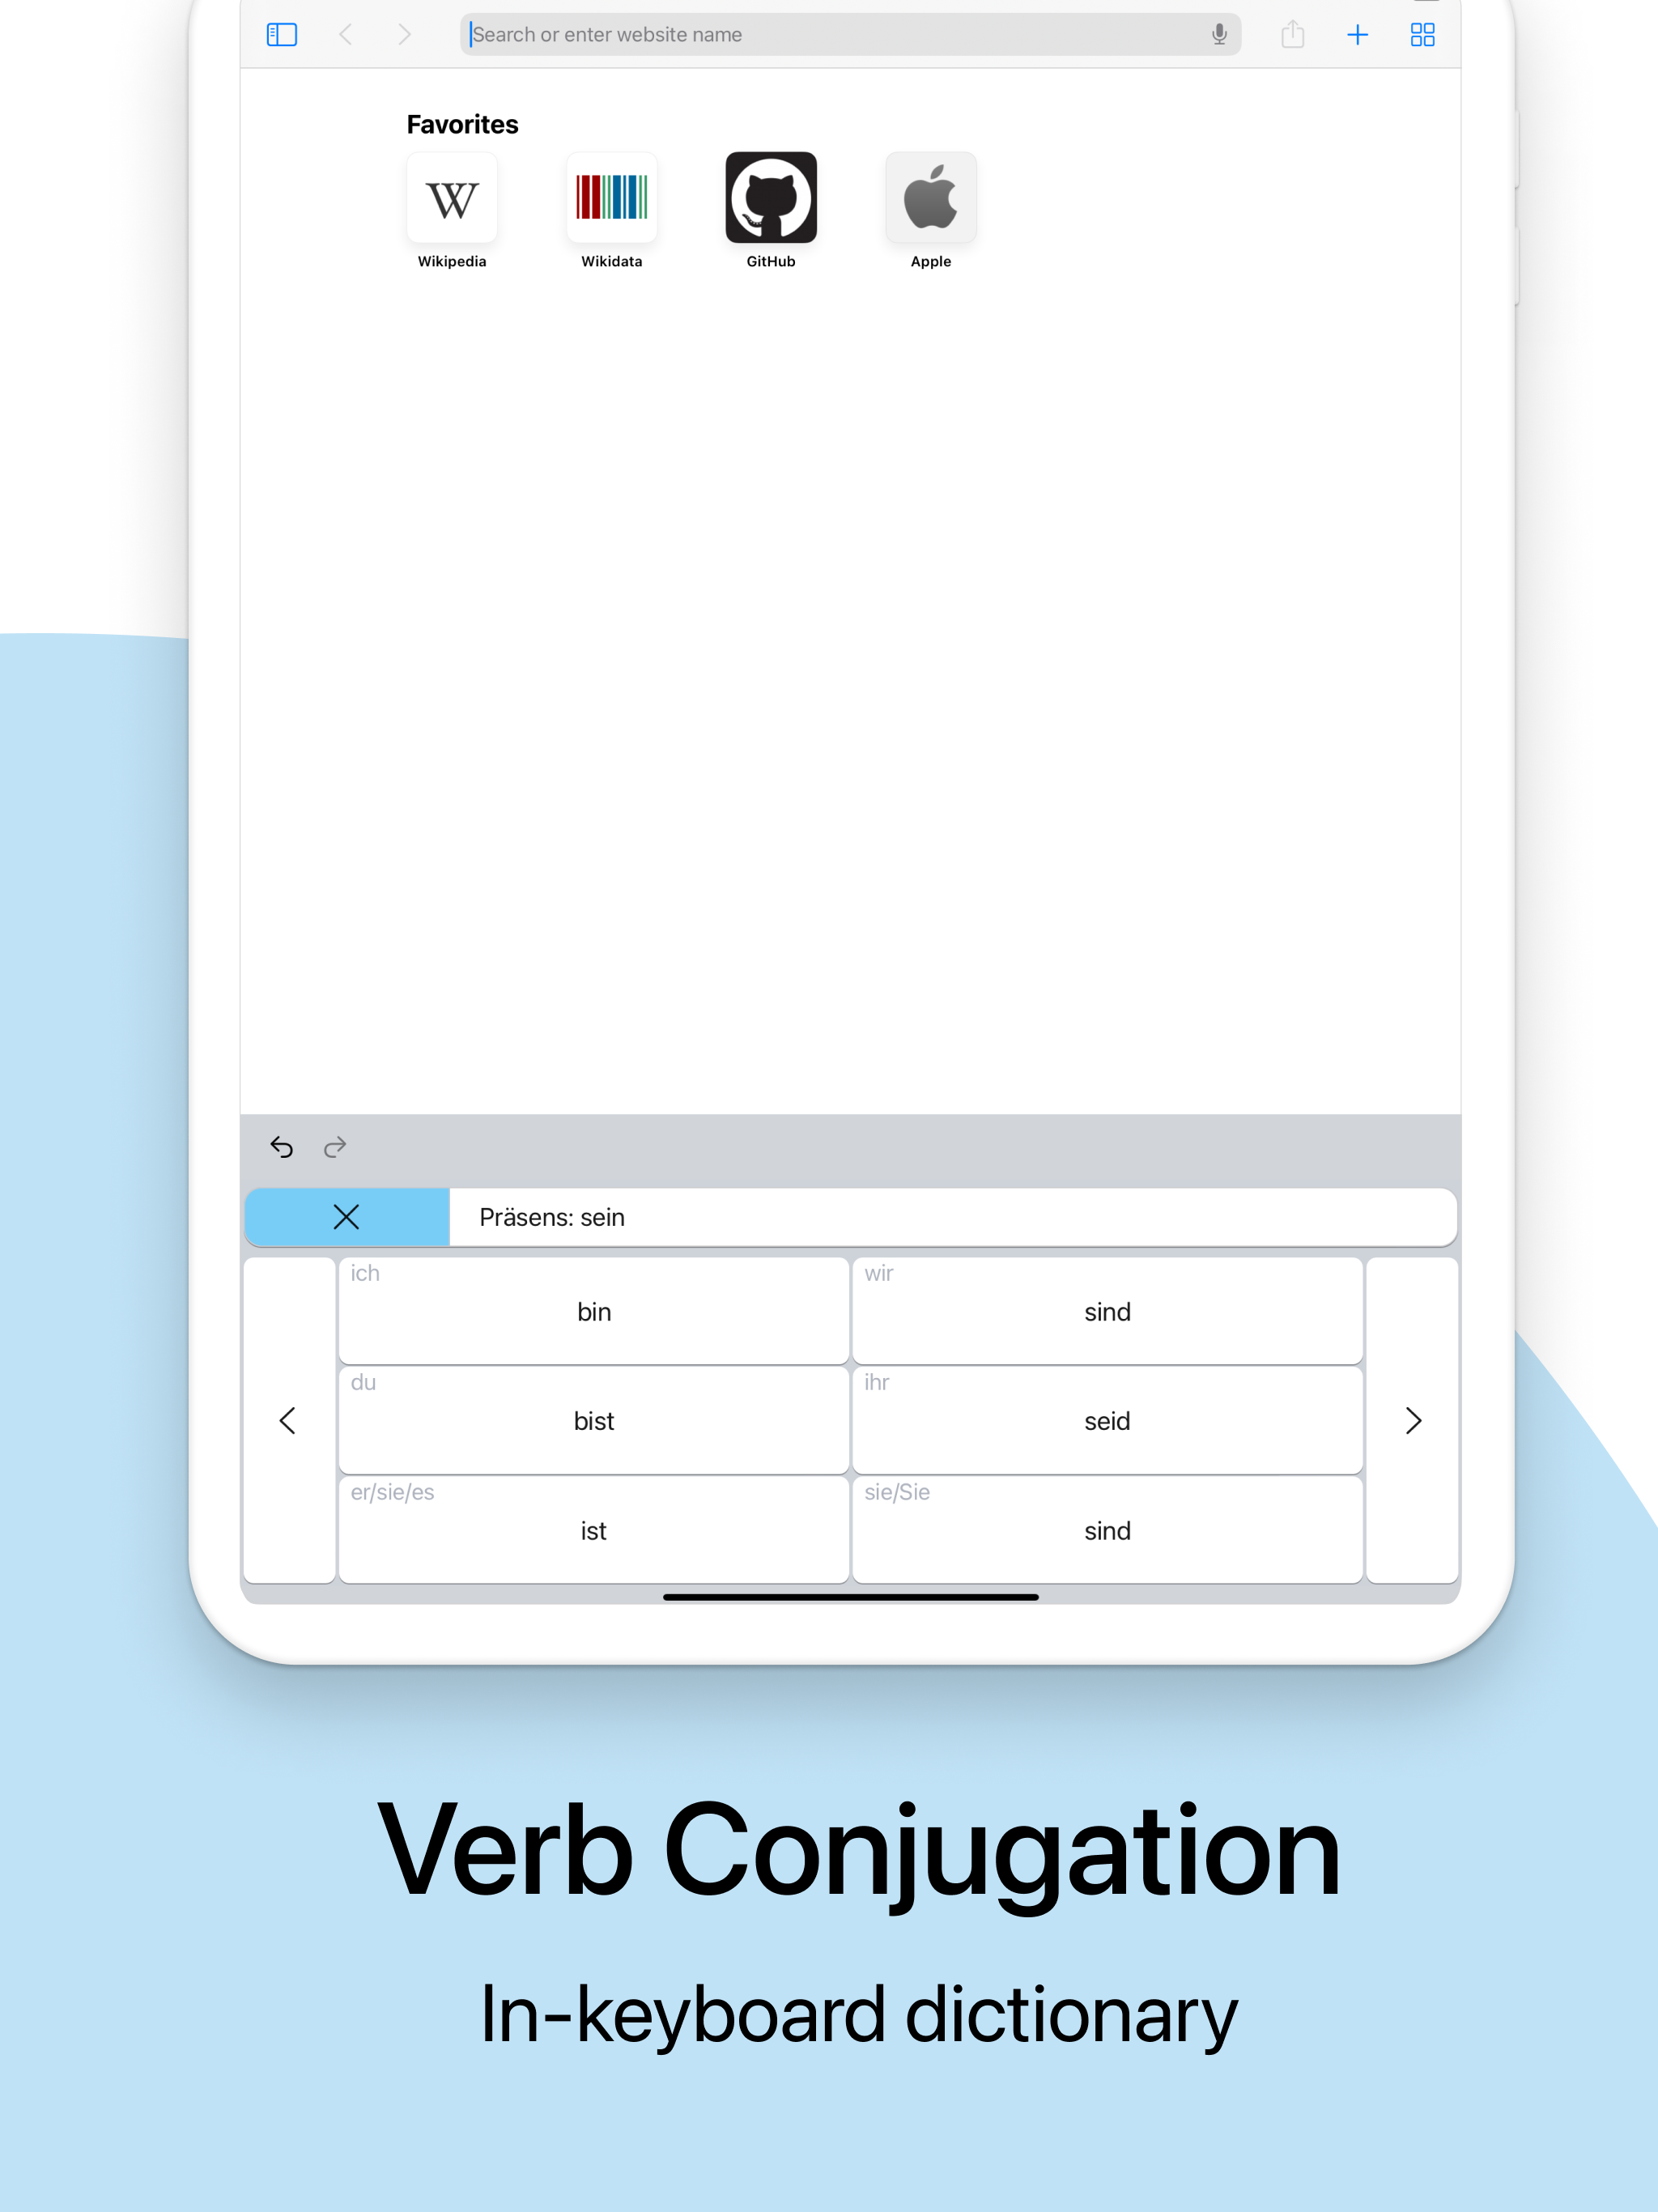 Search or enter website name
Favorites
W
Wikipedia
Wikidata
GitHub
Apple
Präsens: sein
ich
bin
wir
sind
du
bist
ihr
seid
er/sie/es
ist
sie/Sie
sind
Verb Conjugation
In-keyboard dictionary